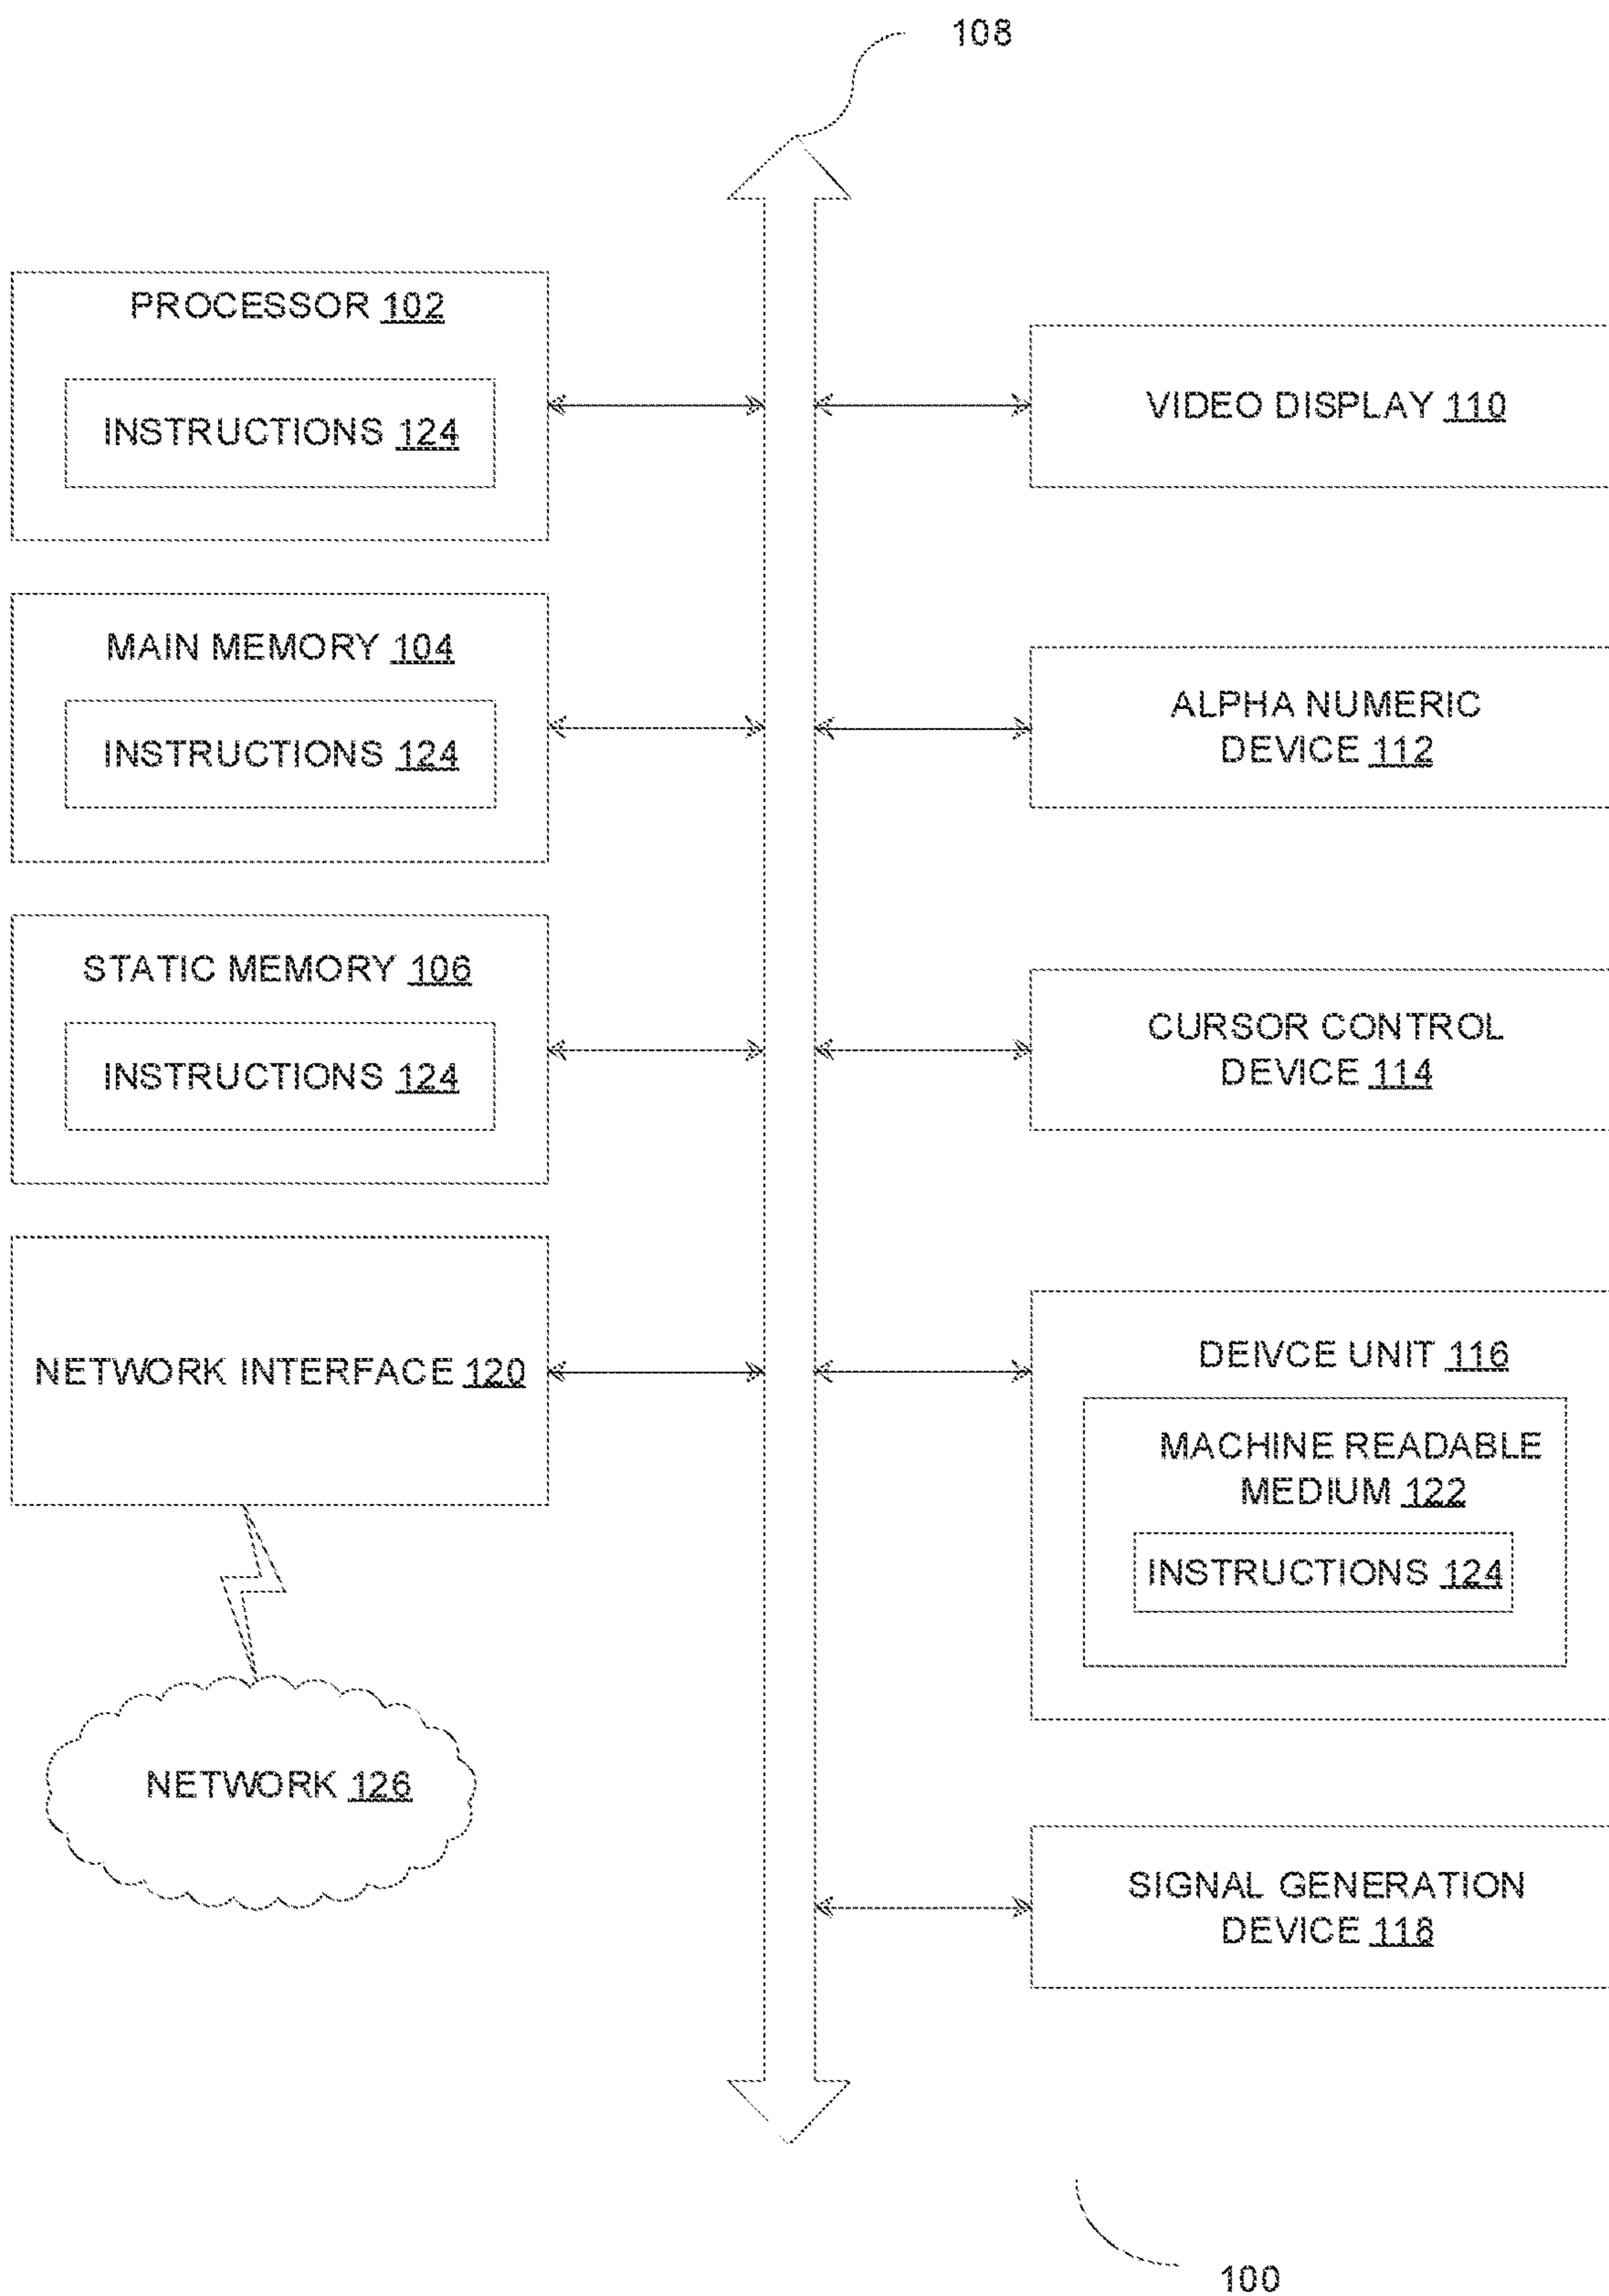 108
PROCESSOR 102
INSTRUCTIONS 124
MAIN MEMORY 104
INSTRUCTIONS 124
STATIC MEMORY 106
INSTRUCTIONS 124
NETWORK INTERFACE 120
NETWORK 126
VIDEO DISPLAY 110
ALPHA NUMERIC
DEVICE 112
CURSOR CONTROL
DEVICE 114
DEIVCE UNIT 116
MACHINE READABLE
MEDIUM 122
INSTRUCTIONS 124
SIGNAL GENERATION
DEVICE 118
100